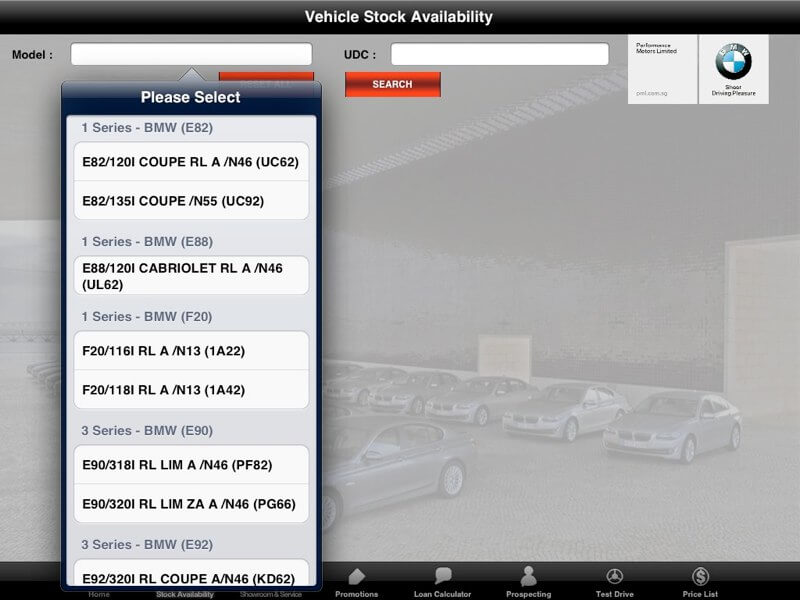 Vehicle Stock Availability
Model :
UDC :
RESET ALL
SEARCH
Performance
Motors Limited
pml.com.sg
BMW
Sheer
Driving Pleasure
Please Select
1 Series - BMW (E82)
E82/120I COUPE RL A /N46 (UC62)
E82/135I COUPE /N55 (UC92)
1 Series - BMW (E88)
E88/120I CABRIOLET RL A /N46
(UL62)
1 Series - BMW (F20)
F20/116I RL A /N13 (1A22)
F20/118I RL A /N13 (1A42)
3 Series - BMW (E90)
E90/318I RL LIM A /N46 (PF82)
E90/320I RL LIM ZA A /N46 (PG66)
3 Series - BMW (E92)
E92/320I RL COUPE A/N46 (KD62)
Home
Stock Availability
Showroom & Service
Promotions
Loan Calculator
Prospecting
Test Drive
Price List